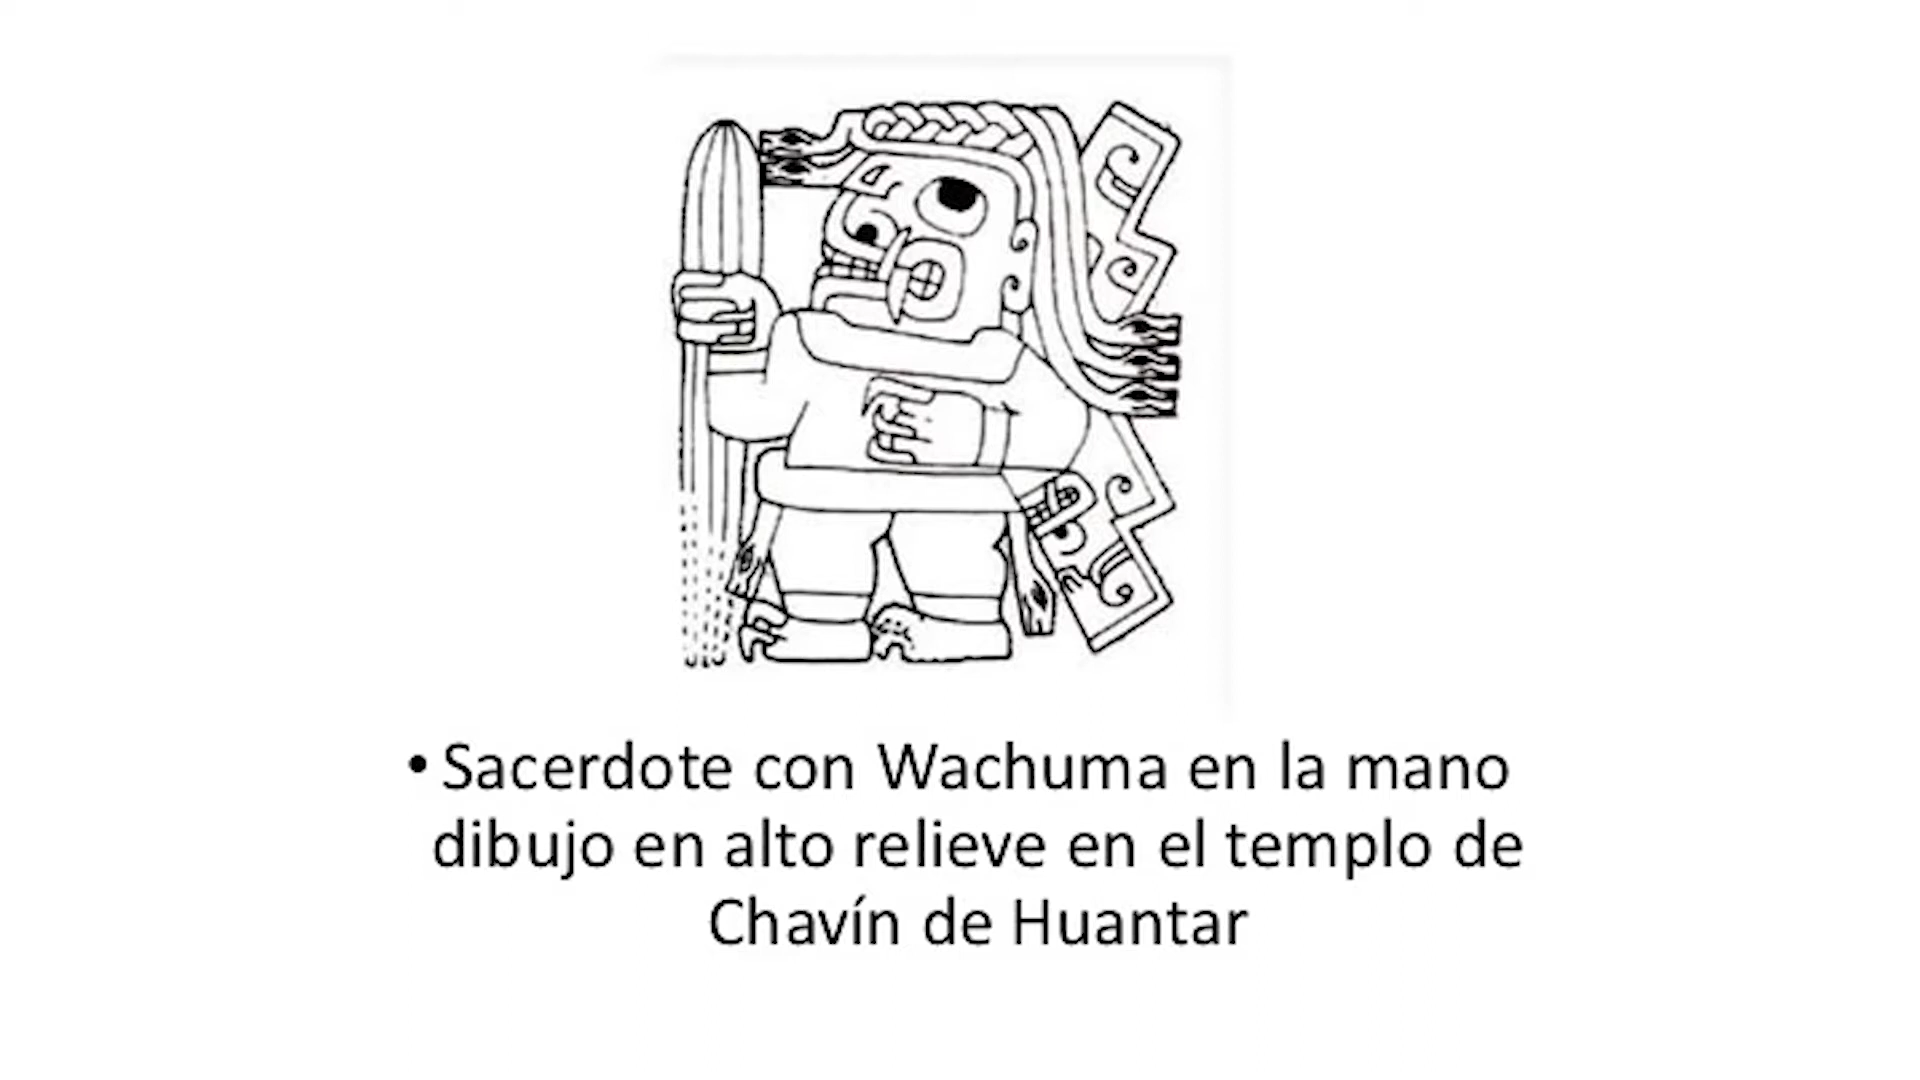 • Sacerdote con Wachuma en la mano
dibujo en alto relieve en el templo de
Chavín de Huantar